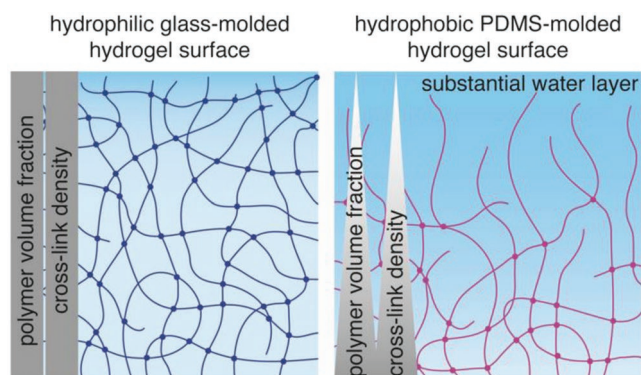 hydrophilic glass-molded
hydrogel surface
polymer volume fraction
cross-link density
hydrophobic PDMS-molded
hydrogel surface
substantial water layer
polymer volume fraction
cross-link density